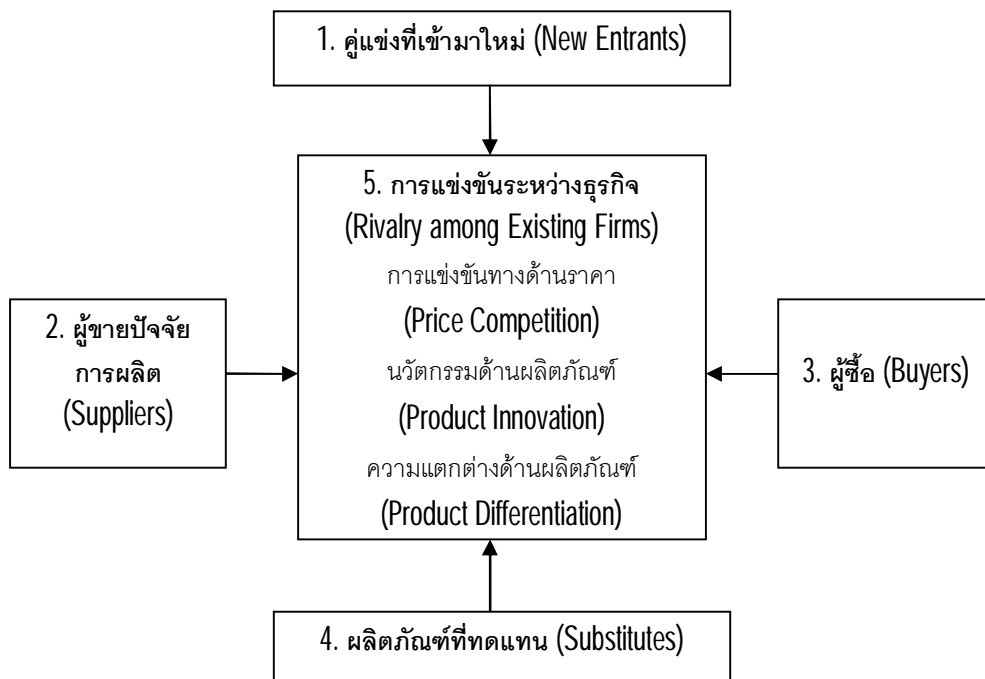 1. คู่แข่งที่เข้ามาใหม่ (New Entrants)
5. การแข่งขันระหว่างธุรกิจ
(Rivalry among Existing Firms)
การแข่งขันทางด้านราคา
(Price Competition)
นวัตกรรมด้านผลิตภัณฑ์
(Product Innovation)
ความแตกต่างด้านผลิตภัณฑ์
(Product Differentiation)
2. ผู้ขายปัจจัย
การผลิต
(Suppliers)
3. ผู้ซื้อ (Buyers)
4. ผลิตภัณฑ์ที่ทดแทน (Substitutes)